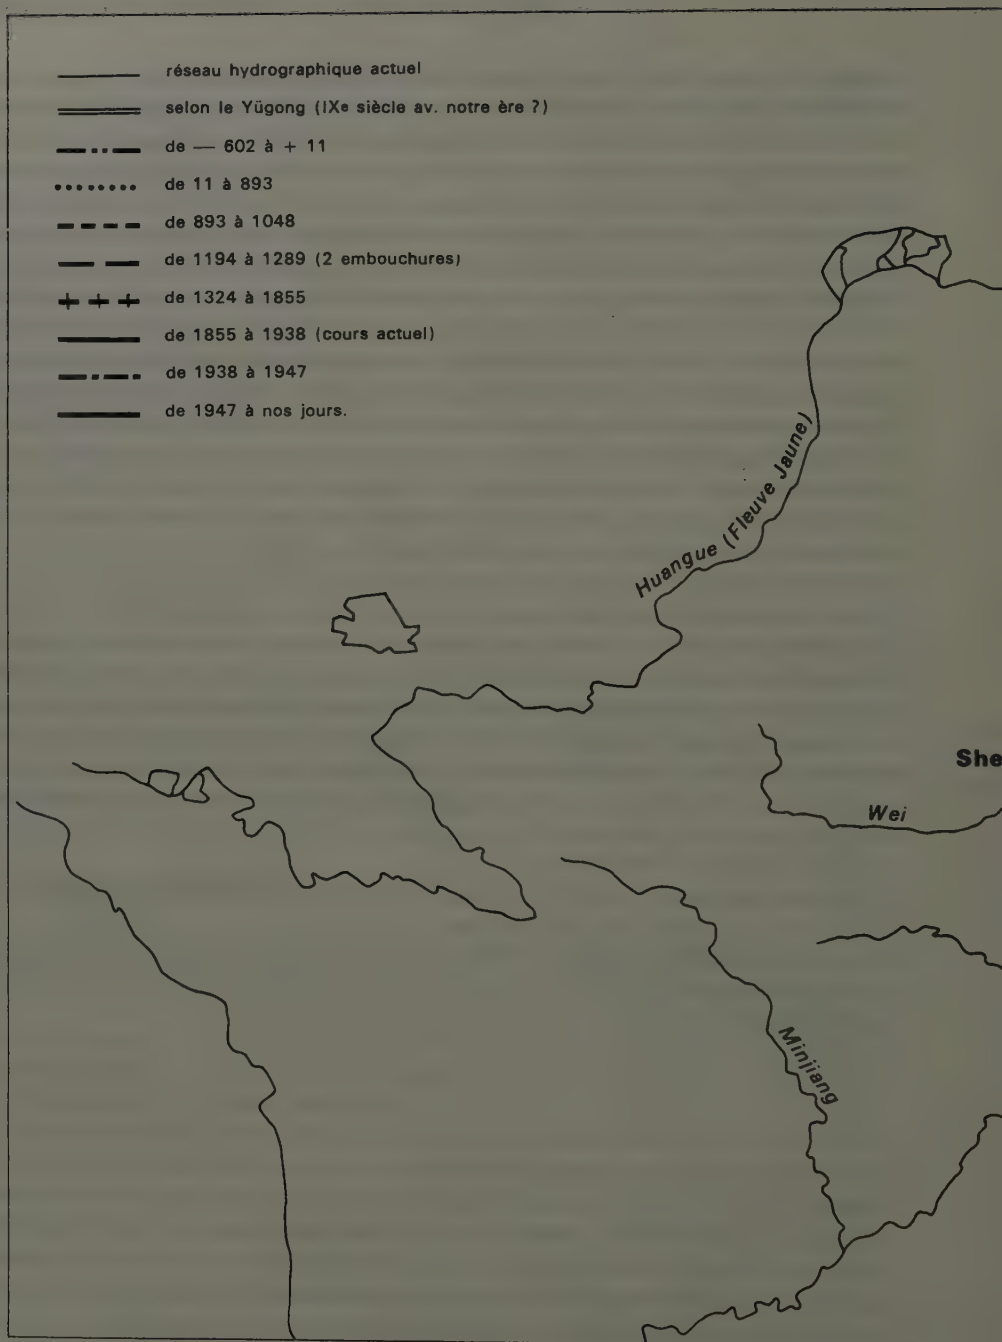 réseau hydrographique actuel
selon le Yügong (IXe siècle av. notre ère ?)
de — 602 à + 11
de 11 à 893
de 893 à 1048
de 1194 à 1289 (2 embouchures)
de 1324 à 1855
de 1855 à 1938 (cours actuel)
de 1938 à 1947
de 1947 à nos jours.
Huangue (Fleuve Jaune)
She
Wei
Minjiang